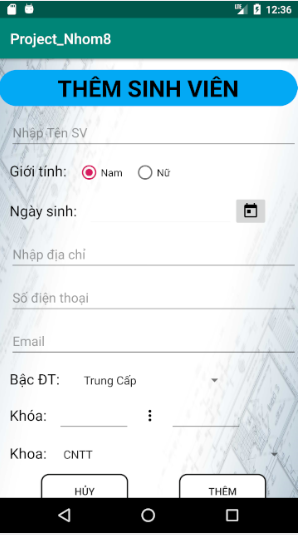 12:36
Project_Nhom8
THÊM SINH VIÊN
Nhập Tên SV
Giới tính: Nam Nữ
Ngày sinh:
Nhập địa chỉ
Số điện thoại
Email
Bậc ĐT: Trung Cấp
Khóa:
Khoa: CNTT
HỦY THÊM